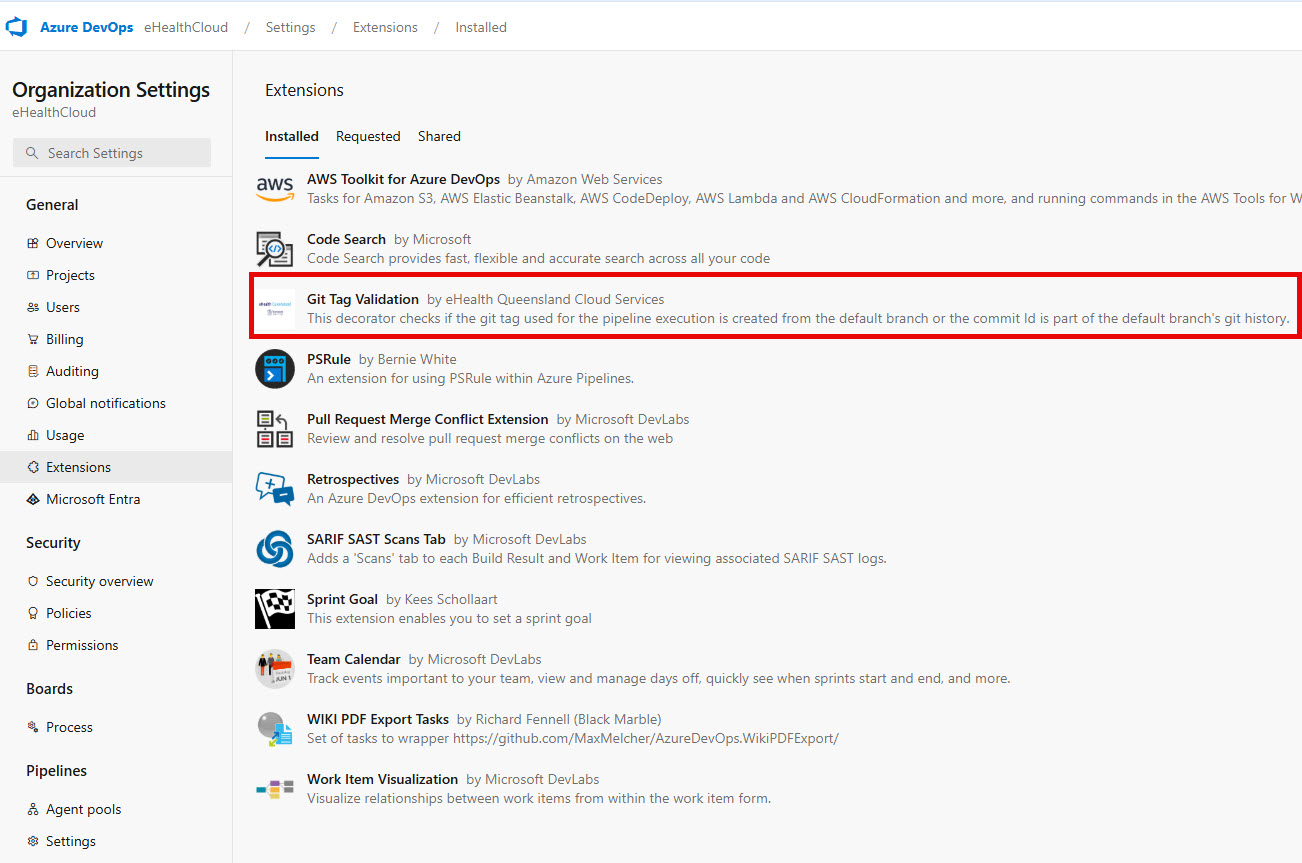 Azure DevOps eHealthCloud / Settings / Extensions / Installed
Organization Settings
eHealthCloud
Search Settings
General
Overview
Projects
Users
Billing
Auditing
Global notifications
Usage
Extensions
Microsoft Entra
Security
Security overview
Policies
Permissions
Boards
Process
Pipelines
Agent pools
Settings
Extensions
Installed Requested Shared
aws
AWS Toolkit for Azure DevOps by Amazon Web Services
Tasks for Amazon S3, AWS Elastic Beanstalk, AWS CodeDeploy, AWS Lambda and AWS CloudFormation and more, and running commands in the AWS Tools for W
Code Search by Microsoft
Code Search provides fast, flexible and accurate search across all your code
Git Tag Validation by eHealth Queensland Cloud Services
This decorator checks if the git tag used for the pipeline execution is created from the default branch or the commit Id is part of the default branch's git history.
PSRule by Bernie White
An extension for using PSRule within Azure Pipelines.
Pull Request Merge Conflict Extension by Microsoft DevLabs
Review and resolve pull request merge conflicts on the web
Retrospectives by Microsoft DevLabs
An Azure DevOps extension for efficient retrospectives.
SARIF SAST Scans Tab by Microsoft DevLabs
Adds a 'Scans' tab to each Build Result and Work Item for viewing associated SARIF SAST logs.
Sprint Goal by Kees Schollaart
This extension enables you to set a sprint goal
Team Calendar by Microsoft DevLabs
Track events important to your team, view and manage days off, quickly see when sprints start and end, and more.
WIKI PDF Export Tasks by Richard Fennell (Black Marble)
Set of tasks to wrapper https://github.com/MaxMelcher/AzureDevOps.WikiPDFExport/
Work Item Visualization by Microsoft DevLabs
Visualize relationships between work items from within the work item form.